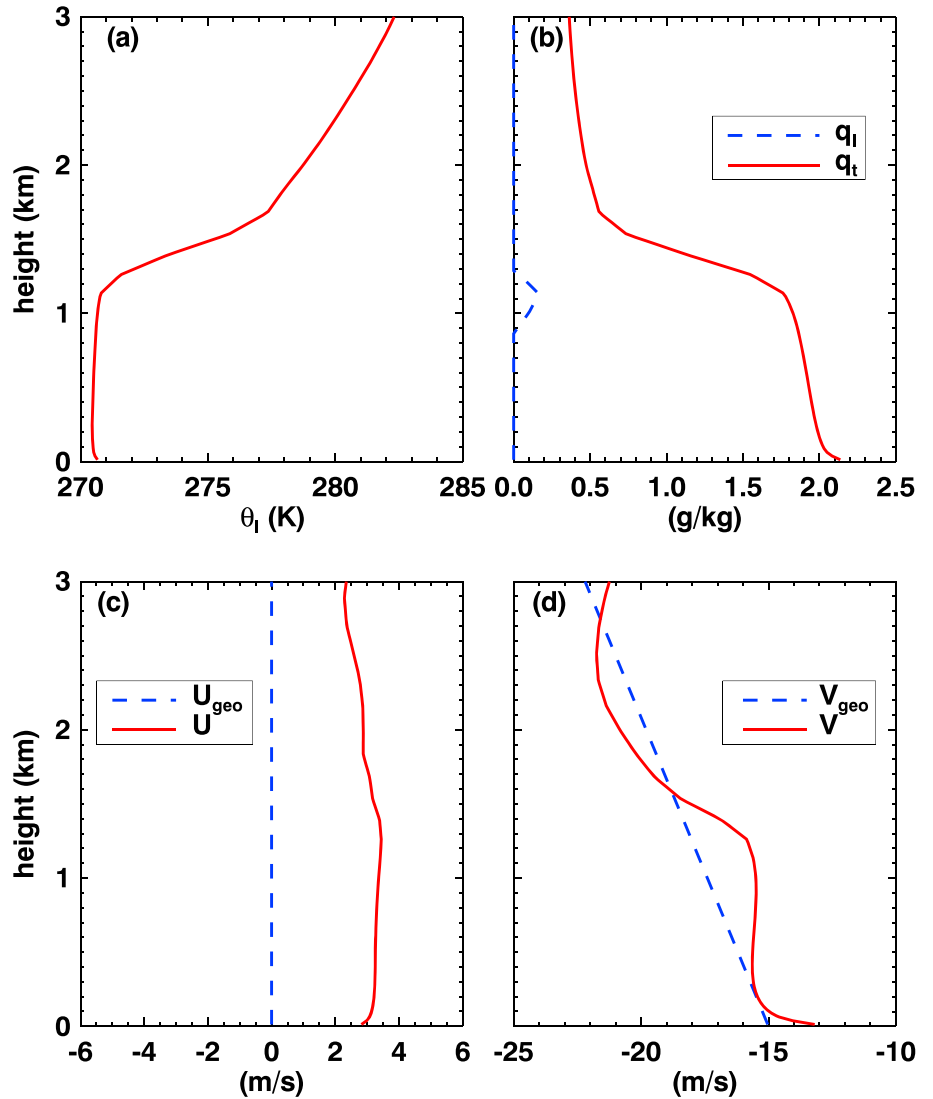 3
(a)
2
1
0
height (km)
270
275
280
285
θl (K)
(b)
ql
qt
0.0
0.5
1.0
1.5
2.0
2.5
(g/kg)
3
(c)
2
1
0
height (km)
Ugeo
U
-6
-4
-2
0
2
4
6
(m/s)
(d)
Vgeo
V
-25
-20
-15
-10
(m/s)